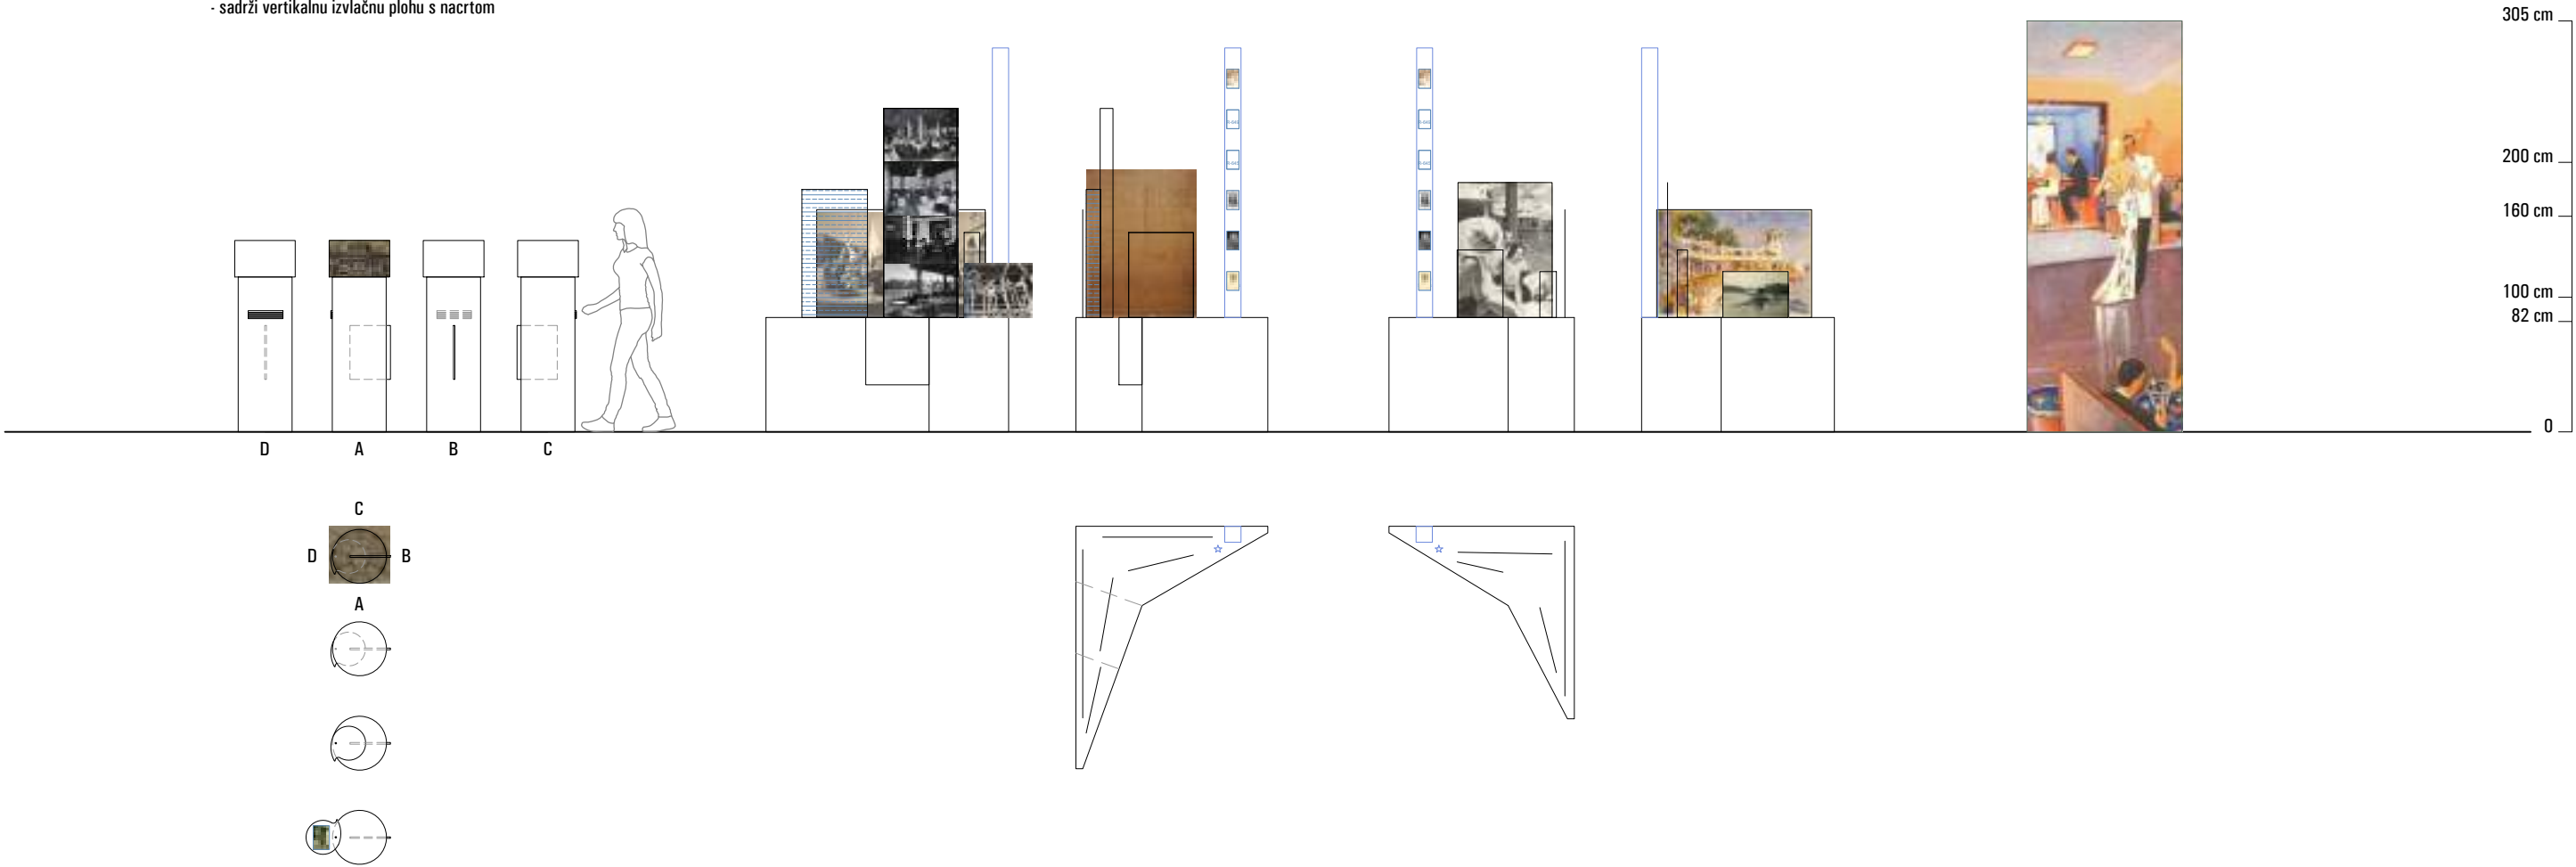 - sadrži vertikalnu izvlačnu plohu s nacrtom
305 cm
200 cm
160 cm
100 cm
82 cm
0
D A B C
C
D B
A